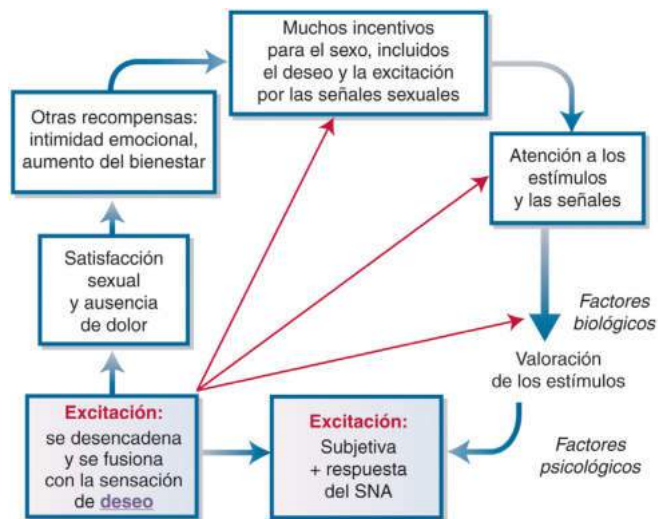 Muchos incentivos
para el sexo, incluidos
el deseo y la excitación
por las señales sexuales
Otras recompensas:
intimidad emocional,
aumento del bienestar
Atención a los
estímulos
y las señales
Satisfacción
sexual
y ausencia
de dolor
Factores
biológicos
Valoración
de los estímulos
Excitación:
se desencadena
y se fusiona
con la sensación
de deseo
Excitación:
Subjetiva
+ respuesta
del SNA
Factores
psicológicos